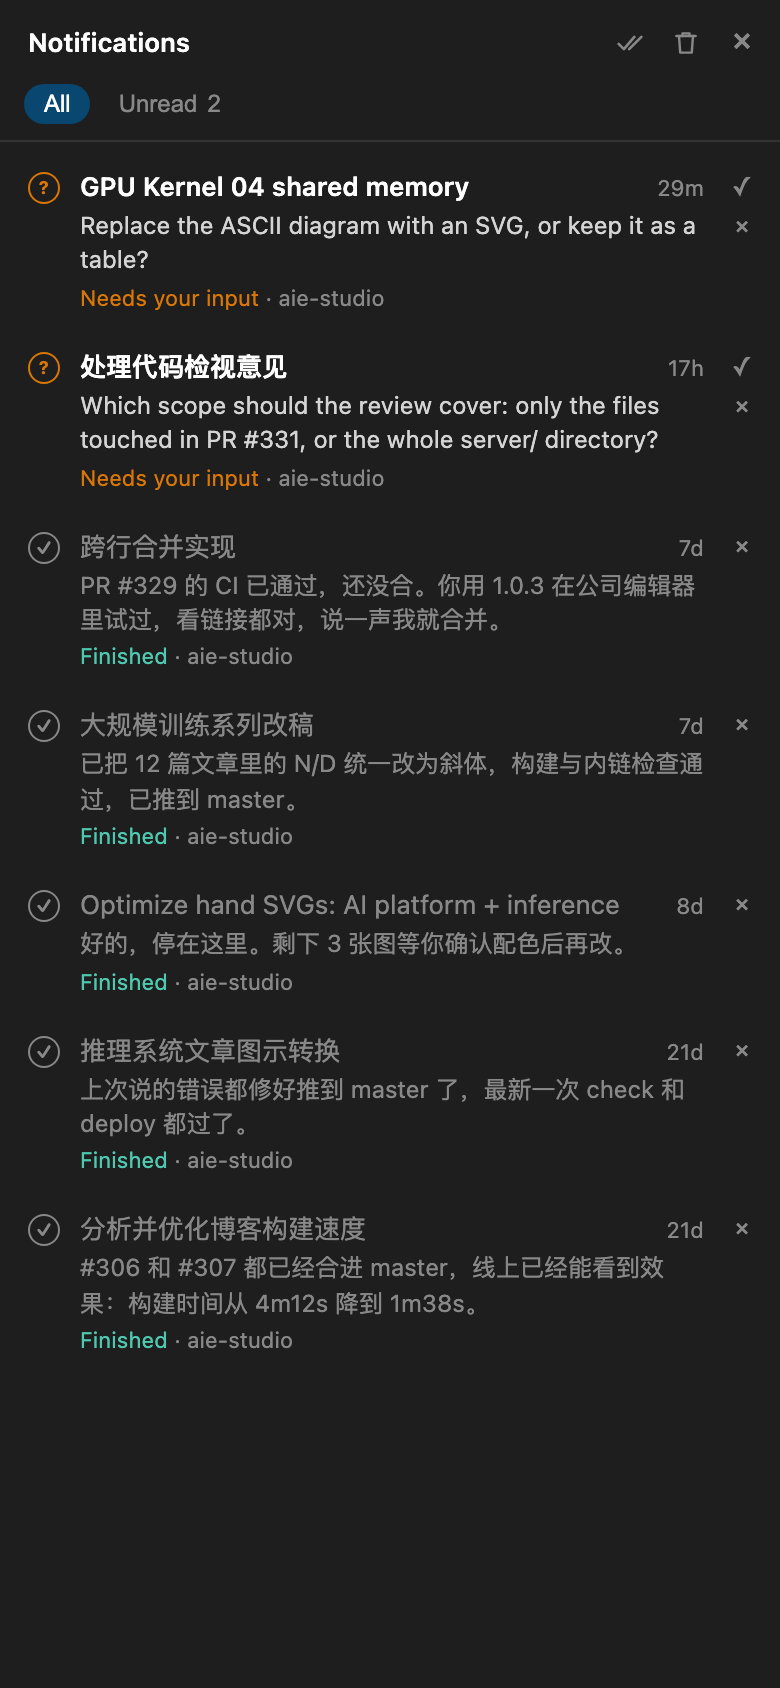 Notifications
All
Unread 2
GPU Kernel 04 shared memory 29m
Replace the ASCII diagram with an SVG, or keep it as a
table?
Needs your input · aie-studio
处理代码检视意见 17h
Which scope should the review cover: only the files
touched in PR #331, or the whole server/ directory?
Needs your input · aie-studio
跨行合并实现 7d
PR #329 的 CI 已通过，还没合。你用 1.0.3 在公司编辑器
里试过，看链接都对，说一声我就合并。
Finished · aie-studio
大规模训练系列改稿 7d
已把 12 篇文章里的 N/D 统一改为斜体，构建与内链检查通
过，已推到 master。
Finished · aie-studio
Optimize hand SVGs: AI platform + inference 8d
好的，停在这里。剩下 3 张图等你确认配色后再改。
Finished · aie-studio
推理系统文章图示转换 21d
上次说的错误都修好推到 master 了，最新一次 check 和
deploy 都过了。
Finished · aie-studio
分析并优化博客构建速度 21d
#306 和 #307 都已经合进 master，线上已经能看到效
果：构建时间从 4m12s 降到 1m38s。
Finished · aie-studio